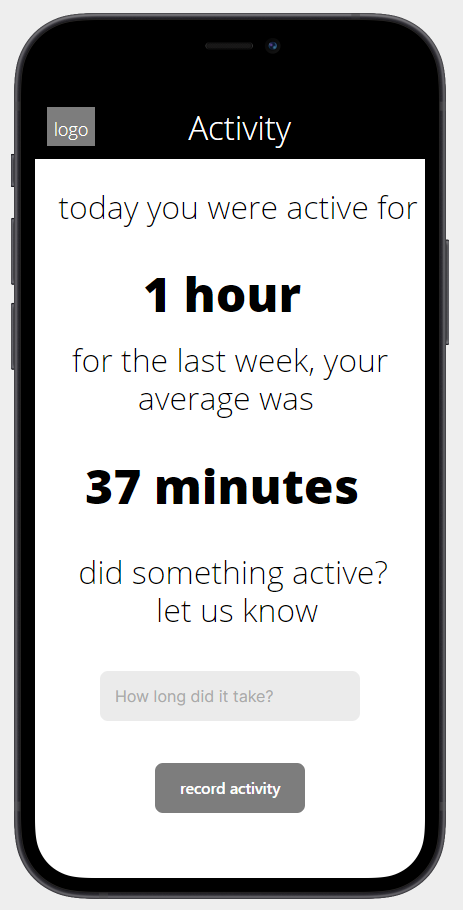 logo
Activity
today you were active for
1 hour
for the last week, your
average was
37 minutes
did something active?
let us know
How long did it take?
record activity